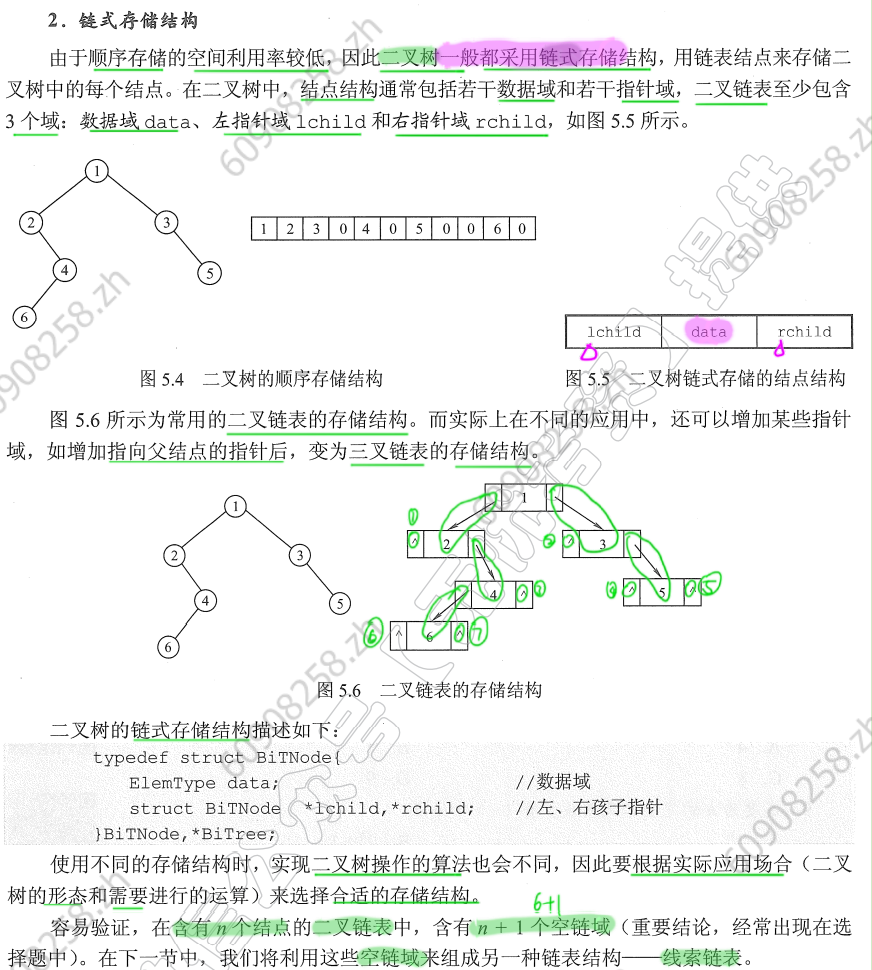 2．链式存储结构
由于顺序存储的空间利用率较低，因此二叉树一般都采用链式存储结构，用链表结点来存储二
叉树中的每个结点。在二叉树中，结点结构通常包括若干数据域和若干指针域，二叉链表至少包含
3 个域：数据域 data、左指针域 lchild 和右指针域 rchild，如图 5.5 所示。
1
2 3
4 5
6
1 2 3 0 4 0 5 0 0 6 0
lchild data rchild
图 5.4 二叉树的顺序存储结构
图 5.5 二叉树链式存储的结点结构
图 5.6 所示为常用的二叉链表的存储结构。而实际上在不同的应用中，还可以增加某些指针
域，如增加指向父结点的指针后，变为三叉链表的存储结构。
1
2 3
4 5
6
1
① ^ 2 ^ 3
4 ^ ^ 5 ^ ⑤
⑥ ^ 6 ^ ⑦
图 5.6 二叉链表的存储结构
二叉树的链式存储结构描述如下：
typedef struct BiTNode{
ElemType data; //数据域
struct BiTNode *lchild,*rchild; //左、右孩子指针
}BiTNode,*BiTree;
使用不同的存储结构时，实现二叉树操作的算法也会不同，因此要根据实际应用场合（二叉
树的形态和需要进行的运算）来选择合适的存储结构。
6+1
容易验证，在含有 n 个结点的二叉链表中，含有 n + 1 个空链域（重要结论，经常出现在选
择题中）。在下一节中，我们将利用这些空链域来组成另一种链表结构——线索链表。
60908258.zh
60908258.zh
60908258.zh
60908258.zh
60908258.zh
60908258.zh